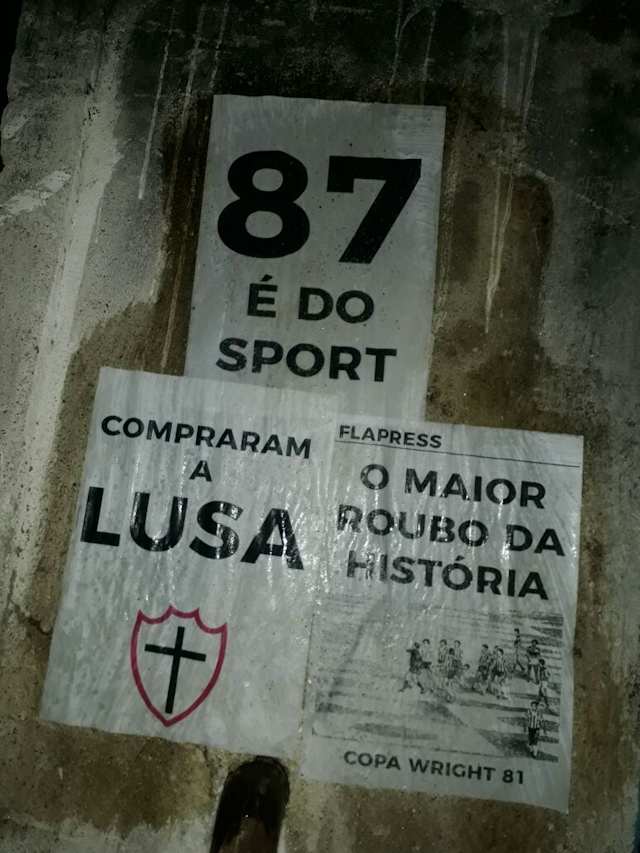 87
É DO
SPORT
COMPRARAM
A
LUSA
FLAPRESS
O MAIOR
ROUBO DA
HISTÓRIA
COPA WRIGHT 81